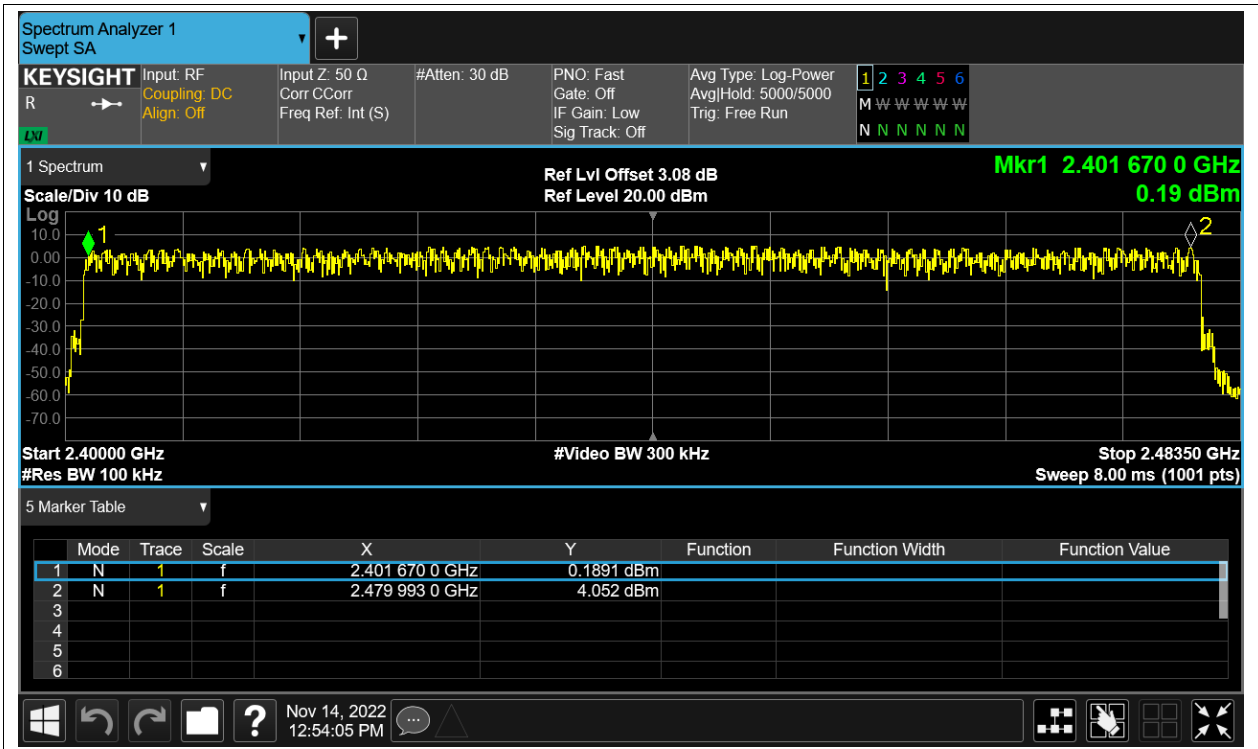 Spectrum Analyzer 1
Swept SA
+
KEYSIGHT Input: RF Input Z: 50 Ω #Atten: 30 dB PNO: Fast Avg Type: Log-Power 1 2 3 4 5 6
R Coupling: DC Corr CCorr Gate: Off Avg|Hold: 5000/5000 M W W W W W
Align: Off Freq Ref: Int (S) IF Gain: Low Trig: Free Run
LXI Sig Track: Off N N N N N N
1 Spectrum Ref Lvl Offset 3.08 dB Mkr1 2.401 670 0 GHz
Scale/Div 10 dB Ref Level 20.00 dBm 0.19 dBm
Log
10.0 1 2
0.00
-10.0
-20.0
-30.0
-40.0
-50.0
-60.0
-70.0
Start 2.40000 GHz #Video BW 300 kHz Stop 2.48350 GHz
#Res BW 100 kHz Sweep 8.00 ms (1001 pts)
5 Marker Table
Mode Trace Scale X Y Function Function Width Function Value
1 N 1 f 2.401 670 0 GHz 0.1891 dBm
2 N 1 f 2.479 993 0 GHz 4.052 dBm
3
4
5
6
? Nov 14, 2022
12:54:05 PM